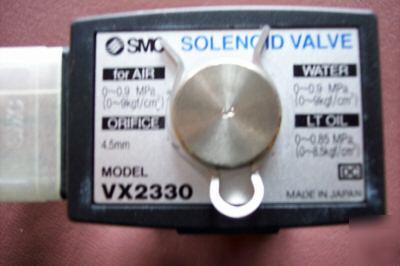 SMC SOLENOID VALVE
for AIR
0~0.9 MPa
(0~9kgf/cm²)
ORIFICE
4.5mm
MODEL
VX2330
WATER
0~0.9 MPa
(0~9kgf/cm²)
LT OIL
0~0.85 MPa
(0~8.5kgf/cm²)
DC
MADE IN JAPAN